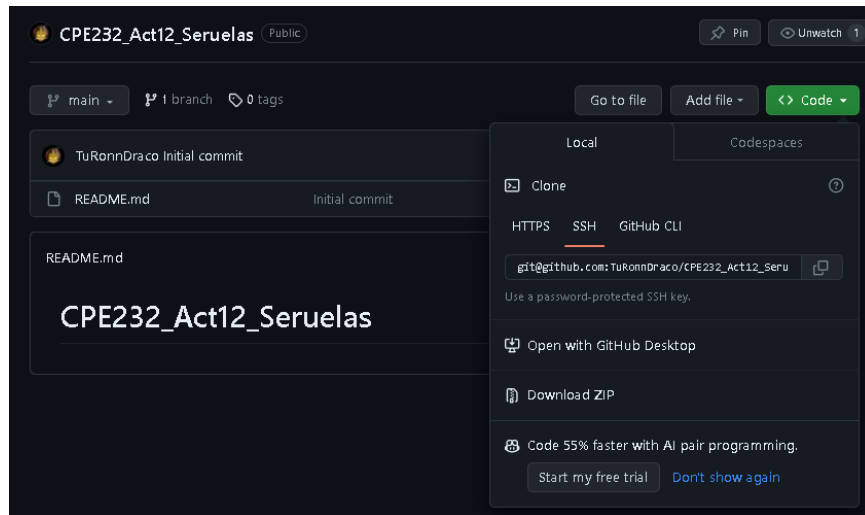 CPE232_Act12_Seruelas Public
Pin
Unwatch 1
main
1 branch
0 tags
Go to file
Add file
<> Code
TuRonnDraco Initial commit
README.md Initial commit
README.md
CPE232_Act12_Seruelas
Local Codespaces
Clone
HTTPS SSH GitHub CLI
git@github.com:TuRonnDraco/CPE232_Act12_Seru
Use a password-protected SSH key.
Open with GitHub Desktop
Download ZIP
Code 55% faster with AI pair programming.
Start my free trial Don't show again